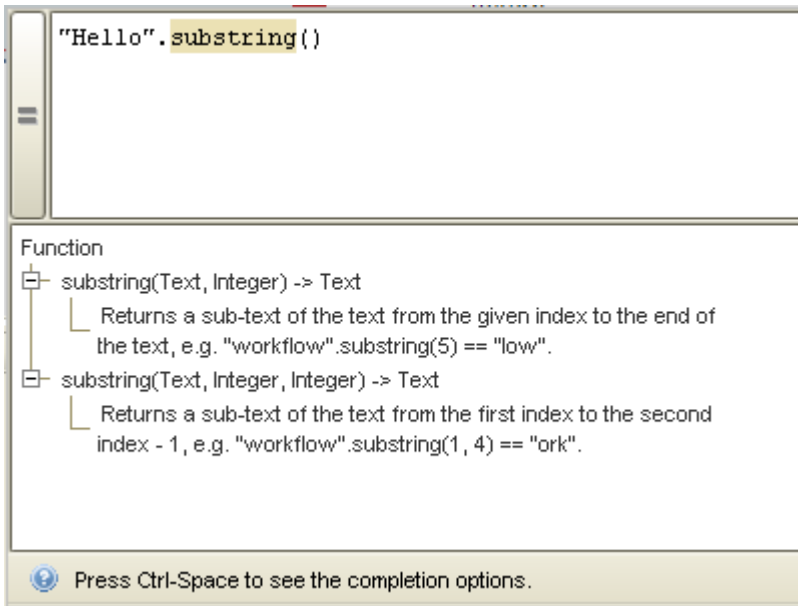 "Hello".substring()
Function
substring(Text, Integer) -> Text
Returns a sub-text of the text from the given index to the end of
the text, e.g. "workflow".substring(5) == "low".
substring(Text, Integer, Integer) -> Text
Returns a sub-text of the text from the first index to the second
index - 1, e.g. "workflow".substring(1, 4) == "ork".
Press Ctrl-Space to see the completion options.